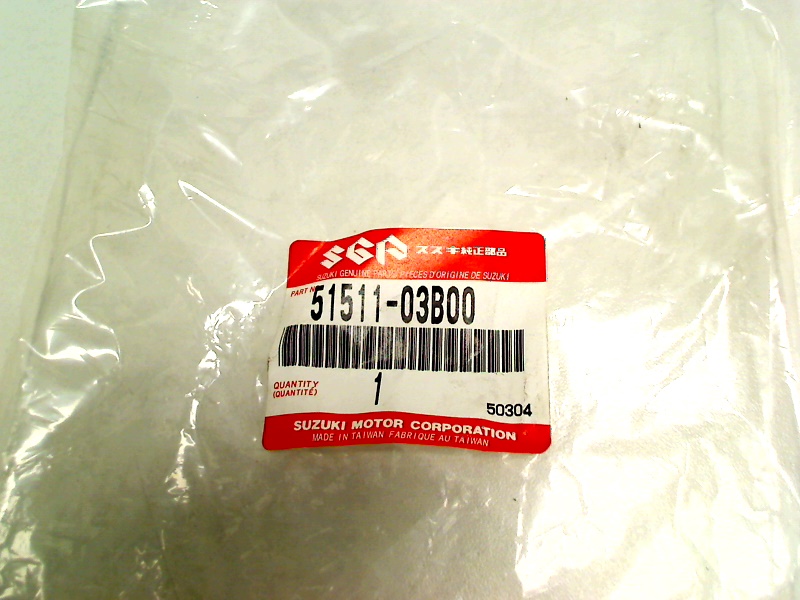 SGP スズキ純正部品
SUZUKI GENUINE PARTS PIECES D'ORIGINE DE SUZUKI
PART No.
51511-03B00
QUANTITY 1
(QUANTITÉ)
50304
SUZUKI MOTOR CORPORATION
MADE IN TAIWAN FABRIQUE AU TAIWAN